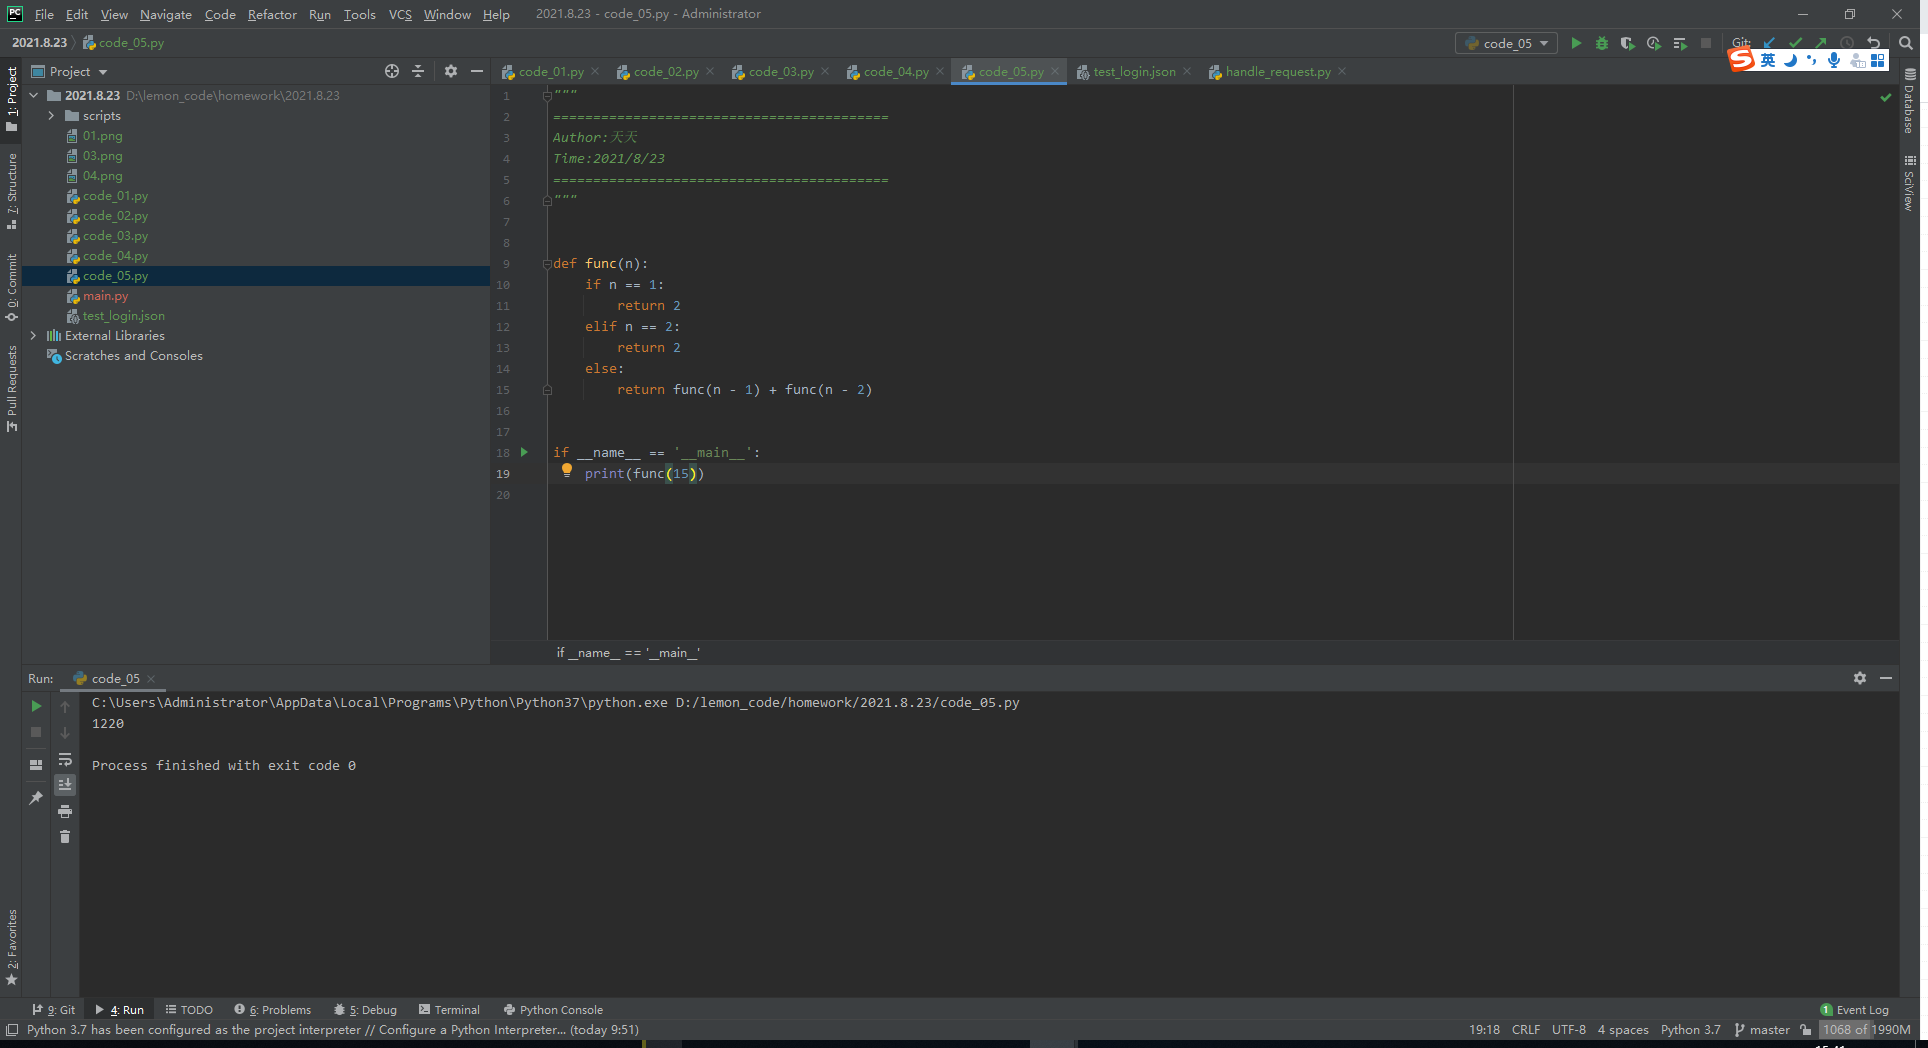 File Edit View Navigate Code Refactor Run Tools VCS Window Help 2021.8.23 - code_05.py - Administrator
2021.8.23 code_05.py code_05 Git:
英
Project code_01.py code_02.py code_03.py code_04.py code_05.py test_login.json handle_request.py
1: Project
7: Structure
0: Commit
Pull Requests
2: Favorites
2021.8.23 D:\lemon_code\homework\2021.8.23
scripts
01.png
03.png
04.png
code_01.py
code_02.py
code_03.py
code_04.py
code_05.py
main.py
test_login.json
External Libraries
Scratches and Consoles
1 """
2 ==========================================
3 Author:天天
4 Time:2021/8/23
5 ==========================================
6 """
7
8
9 def func(n):
10 if n == 1:
11 return 2
12 elif n == 2:
13 return 2
14 else:
15 return func(n - 1) + func(n - 2)
16
17
18 if __name__ == '__main__':
19 print(func(15))
20
if __name__ == '__main__'
Database
SciView
Run: code_05
C:\Users\Administrator\AppData\Local\Programs\Python\Python37\python.exe D:/lemon_code/homework/2021.8.23/code_05.py
1220
Process finished with exit code 0
9: Git 4: Run TODO 6: Problems 5: Debug Terminal Python Console 1 Event Log
Python 3.7 has been configured as the project interpreter // Configure a Python Interpreter... (today 9:51) 19:18 CRLF UTF-8 4 spaces Python 3.7 master 1068 of 1990M